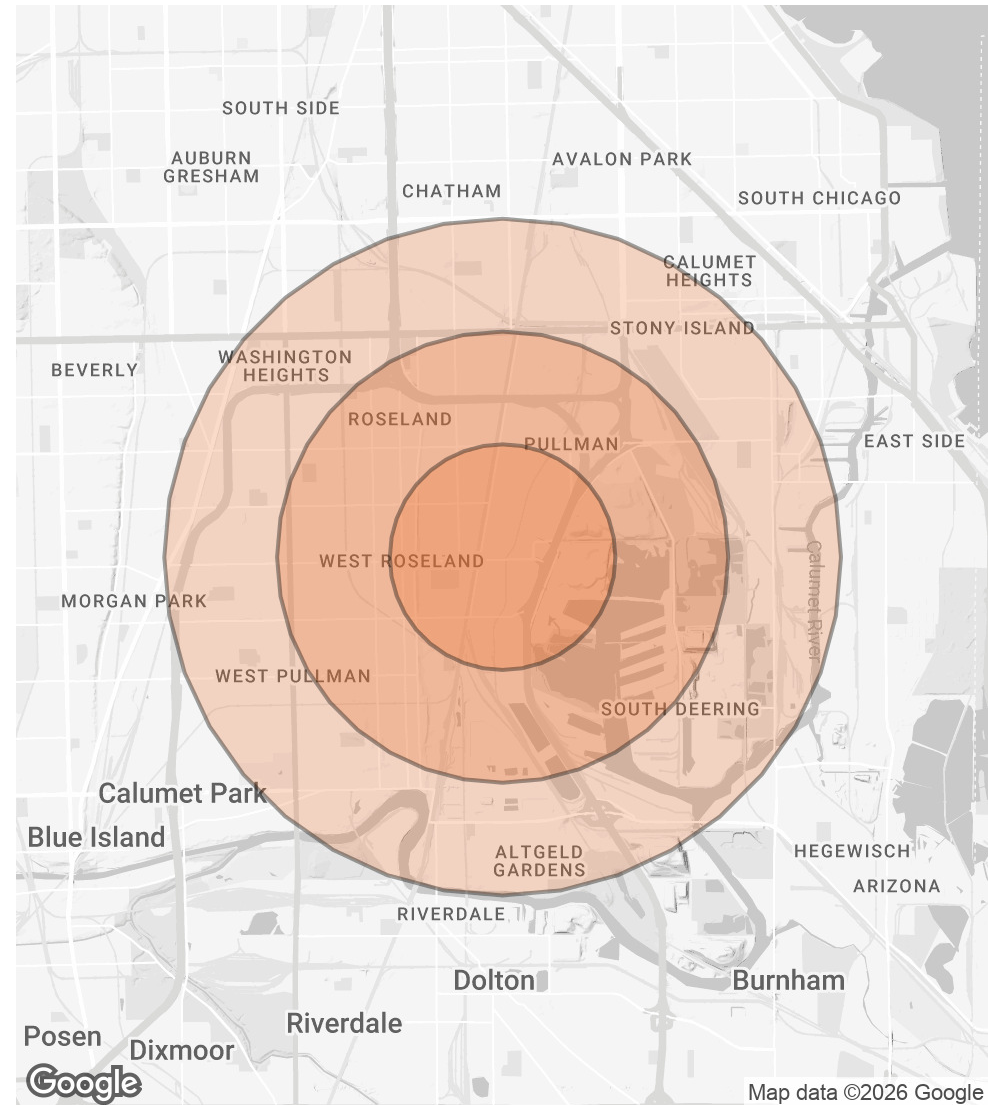 SOUTH SIDE
AUBURN
GRESHAM
AVALON PARK
CHATHAM
SOUTH CHICAGO
CALUMET
HEIGHTS
STONY ISLAND
WASHINGTON
HEIGHTS
BEVERLY
ROSELAND
PULLMAN
EAST SIDE
WEST ROSELAND
Calumet River
MORGAN PARK
WEST PULLMAN
SOUTH DEERING
Calumet Park
Blue Island
ALTGELD
GARDENS
HEGEWISCH
ARIZONA
RIVERDALE
Dolton
Burnham
Riverdale
Posen
Dixmoor
Google
Map data ©2026 Google